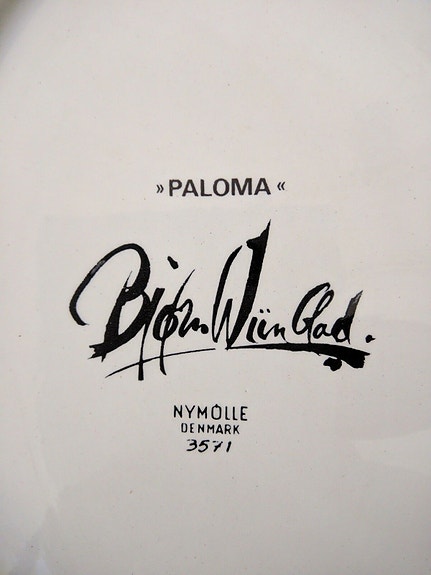 »PALOMA«
Bjørn Wiinblad.
NYMØLLE
DENMARK
3571